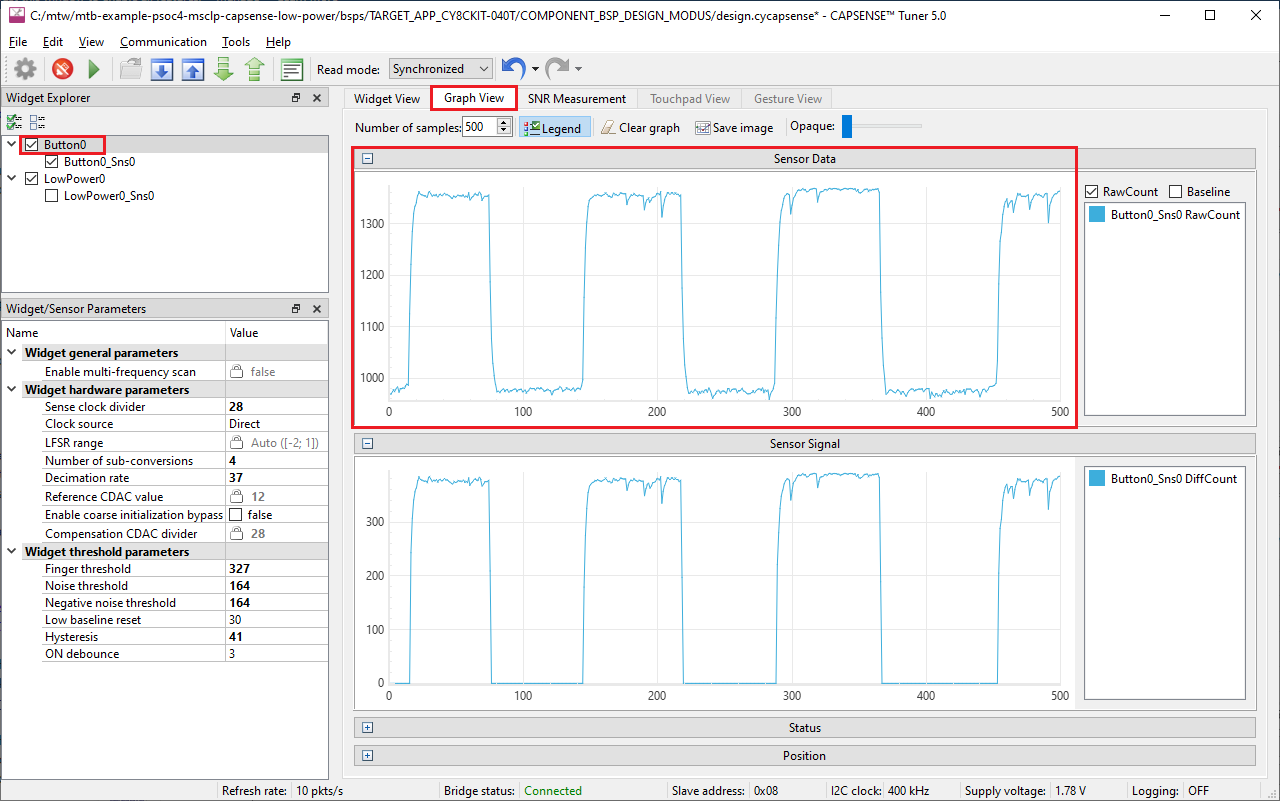 C:/mtw/mtb-example-psoc4-msclp-capsense-low-power/bsps/TARGET_APP_CY8CKIT-040T/COMPONENT_BSP_DESIGN_MODUS/design.cycapsense* - CAPSENSE™ Tuner 5.0
File Edit View Communication Tools Help
Read mode: Synchronized
Widget Explorer
Button0
Button0_Sns0
LowPower0
LowPower0_Sns0
Widget/Sensor Parameters
Name Value
Widget general parameters
Enable multi-frequency scan false
Widget hardware parameters
Sense clock divider 28
Clock source Direct
LFSR range Auto ([-2; 1])
Number of sub-conversions 4
Decimation rate 37
Reference CDAC value 12
Enable coarse initialization bypass false
Compensation CDAC divider 28
Widget threshold parameters
Finger threshold 327
Noise threshold 164
Negative noise threshold 164
Low baseline reset 30
Hysteresis 41
ON debounce 3
Widget View Graph View SNR Measurement Touchpad View Gesture View
Number of samples: 500 Legend Clear graph Save image Opaque:
Sensor Data
1300
1200
1100
1000
0 100 200 300 400 500
RawCount Baseline
Button0_Sns0 RawCount
Sensor Signal
300
200
100
0
0 100 200 300 400 500
Button0_Sns0 DiffCount
Status
Position
Refresh rate: 10 pkts/s Bridge status: Connected Slave address: 0x08 I2C clock: 400 kHz Supply voltage: 1.78 V Logging: OFF